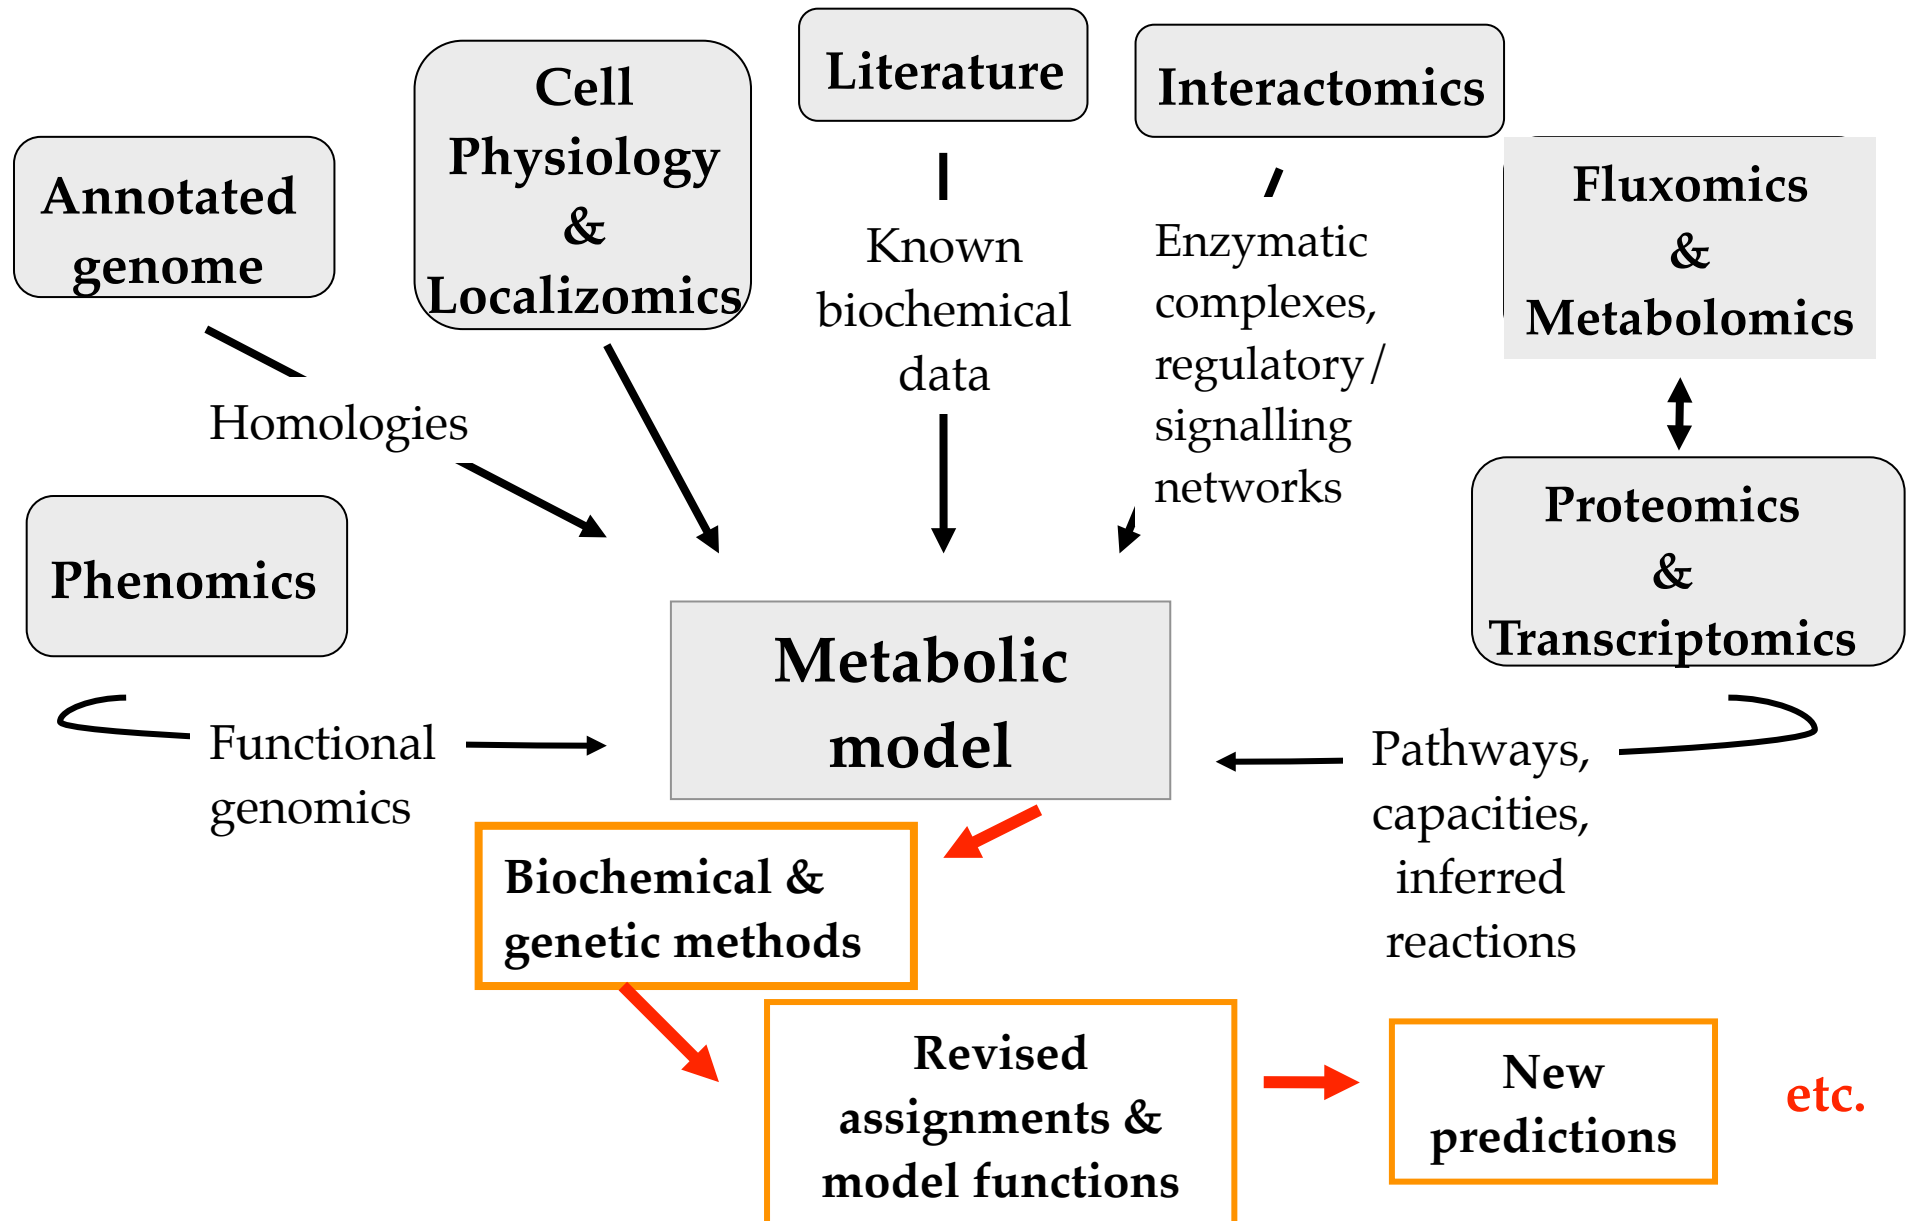 Annotated
genome
Cell
Physiology
&
Localizomics
Literature
Interactomics
Fluxomics
&
Metabolomics
Homologies
Known
biochemical
data
Enzymatic
complexes,
regulatory/
signalling
networks
Phenomics
Proteomics
&
Transcriptomics
Metabolic
model
Functional
genomics
Pathways,
capacities,
inferred
reactions
Biochemical &
genetic methods
Revised
assignments &
model functions
New
predictions
etc.